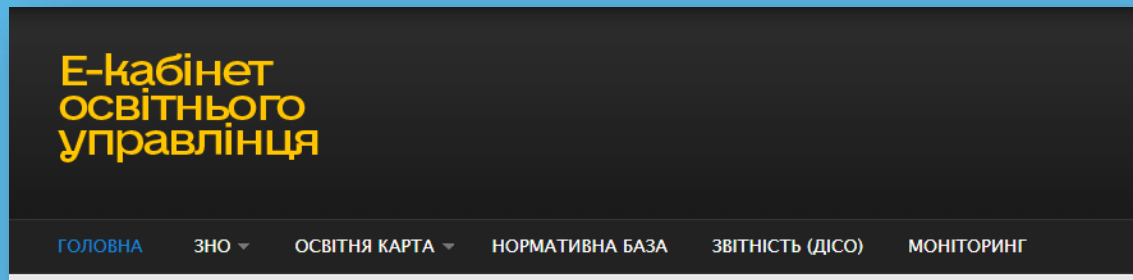 Е-кабінет
освітнього
управлінця
ГОЛОВНА ЗНО ОСВІТНЯ КАРТА НОРМАТИВНА БАЗА ЗВІТНІСТЬ (ДІСО) МОНІТОРИНГ